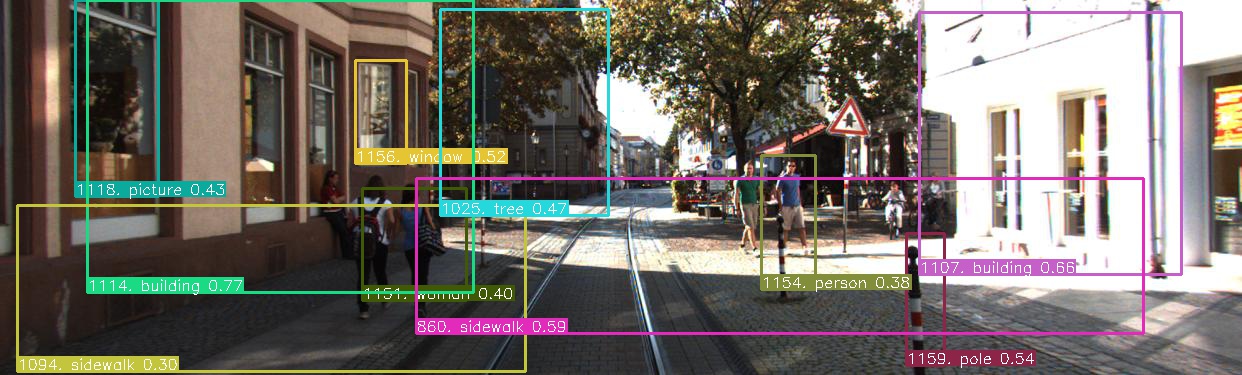 1156. window 0.52
1118. picture 0.43
1025. tree 0.47
1107. building 0.66
1154. person 0.38
1114. building 0.77
1151. woman 0.40
860. sidewalk 0.59
1159. pole 0.54
1094. sidewalk 0.30